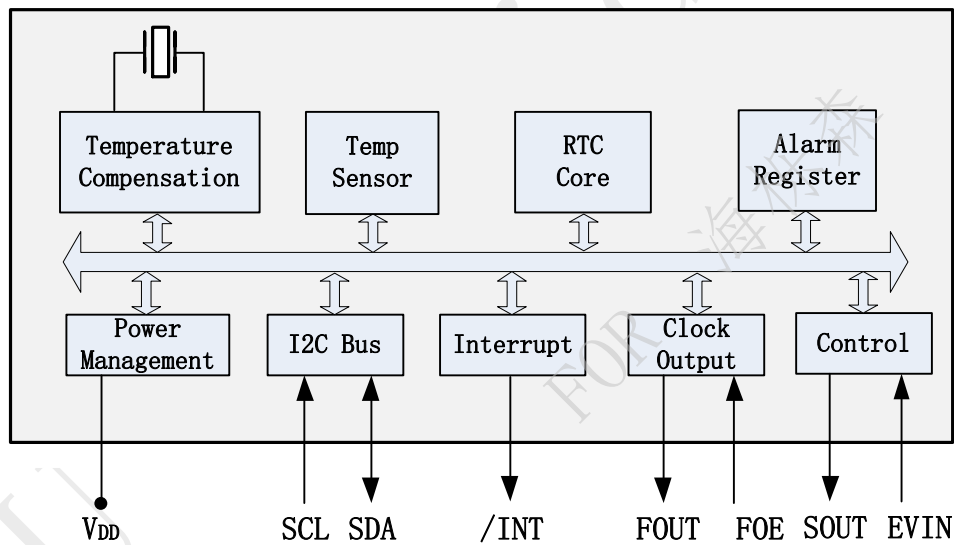 Temperature
Compensation
Temp
Sensor
RTC
Core
Alarm
Register
Power
Management
I2C Bus
Interrupt
Clock
Output
Control
VDD
SCL
SDA
/INT
FOUT
FOE
SOUT
EVIN
FOR